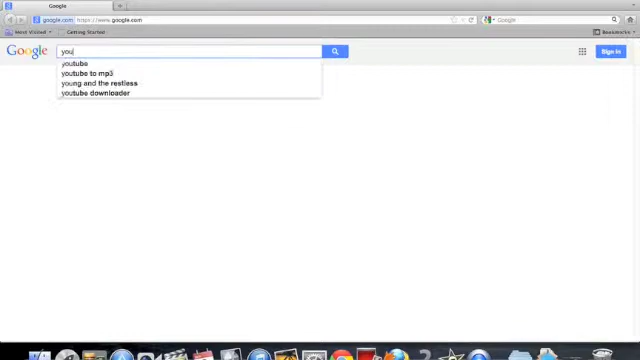 Google
google.com https://www.google.com
Google
Most Visited
Getting Started
Bookmarks
Google
you
Sign in
youtube
youtube to mp3
young and the restless
youtube downloader